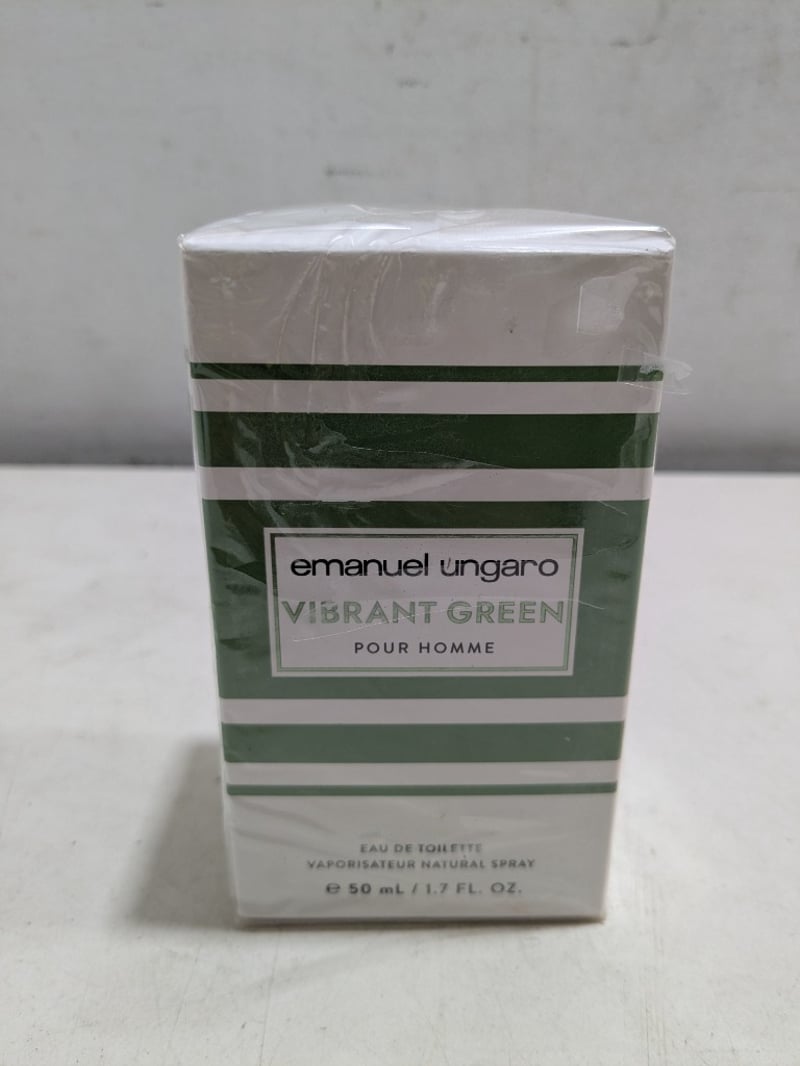 emanuel ungaro
VIBRANT GREEN
POUR HOMME
EAU DE TOILETTE
VAPORISATEUR NATURAL SPRAY
℮ 50 mL / 1.7 FL. OZ.